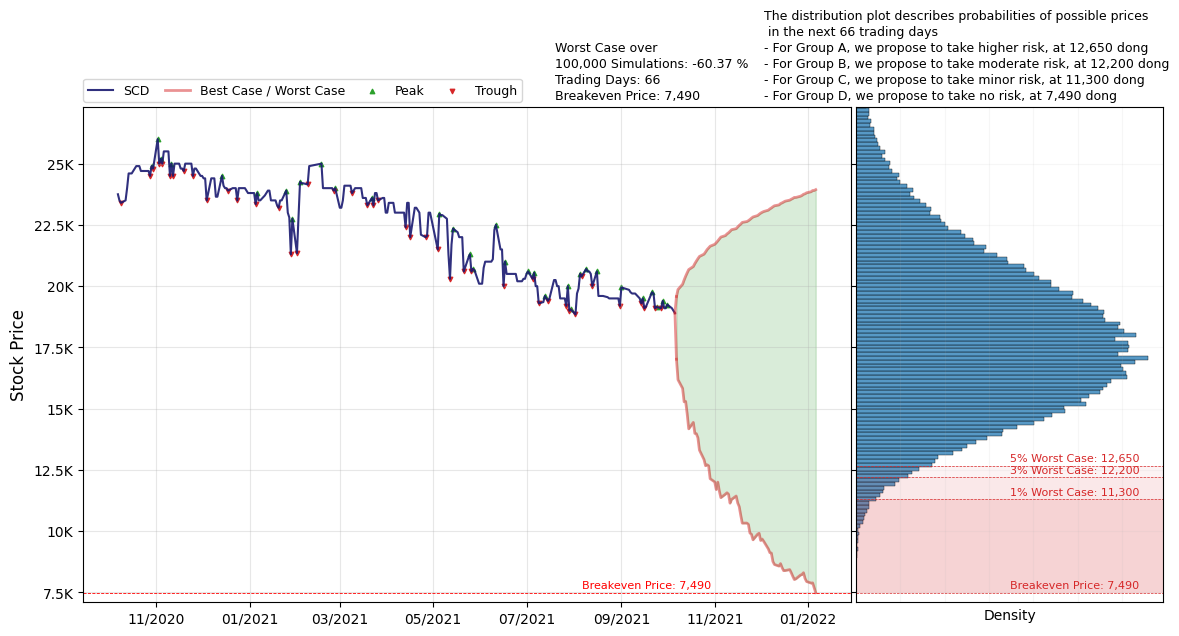 The distribution plot describes probabilities of possible prices
in the next 66 trading days
- For Group A, we propose to take higher risk, at 12,650 dong
- For Group B, we propose to take moderate risk, at 12,200 dong
- For Group C, we propose to take minor risk, at 11,300 dong
- For Group D, we propose to take no risk, at 7,490 dong
Worst Case over
100,000 Simulations: -60.37 %
Trading Days: 66
Breakeven Price: 7,490
SCD
Best Case / Worst Case
Peak
Trough
Stock Price
25K
22.5K
20K
17.5K
15K
12.5K
10K
7.5K
Breakeven Price: 7,490
11/2020
01/2021
03/2021
05/2021
07/2021
09/2021
11/2021
01/2022
5% Worst Case: 12,650
3% Worst Case: 12,200
1% Worst Case: 11,300
Breakeven Price: 7,490
Density